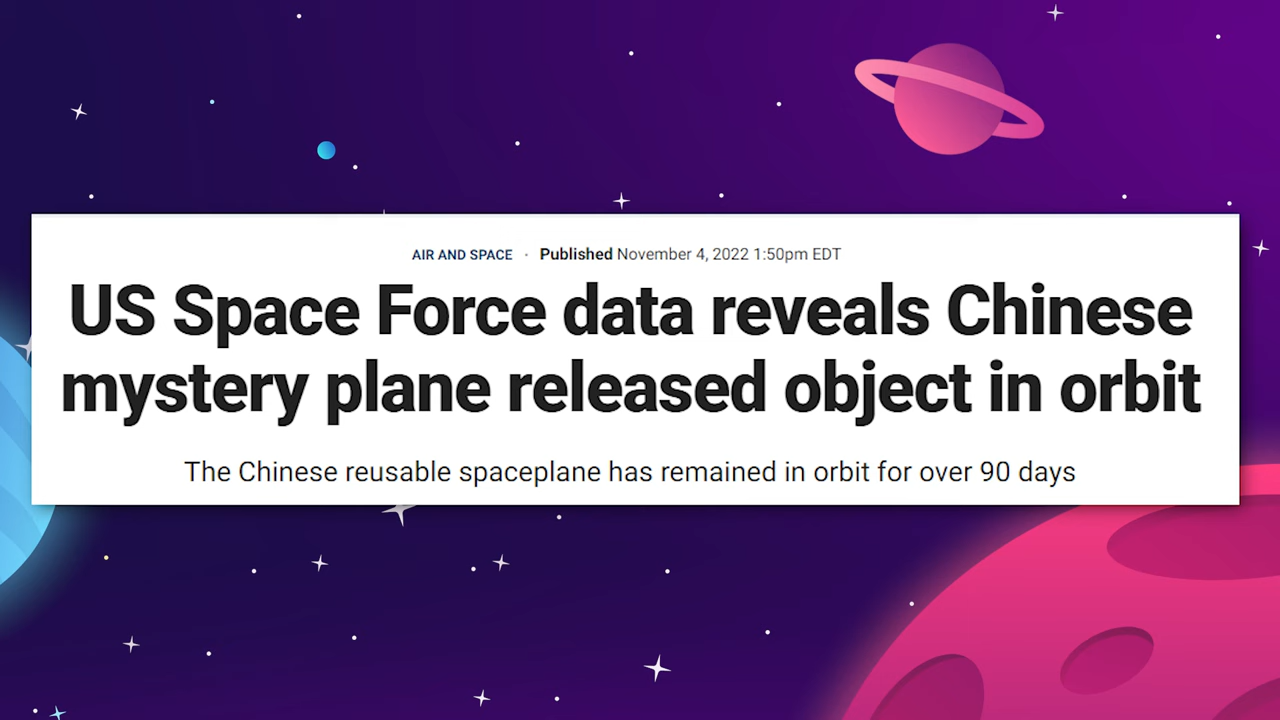 AIR AND SPACE · Published November 4, 2022 1:50pm EDT
US Space Force data reveals Chinese
mystery plane released object in orbit
The Chinese reusable spaceplane has remained in orbit for over 90 days